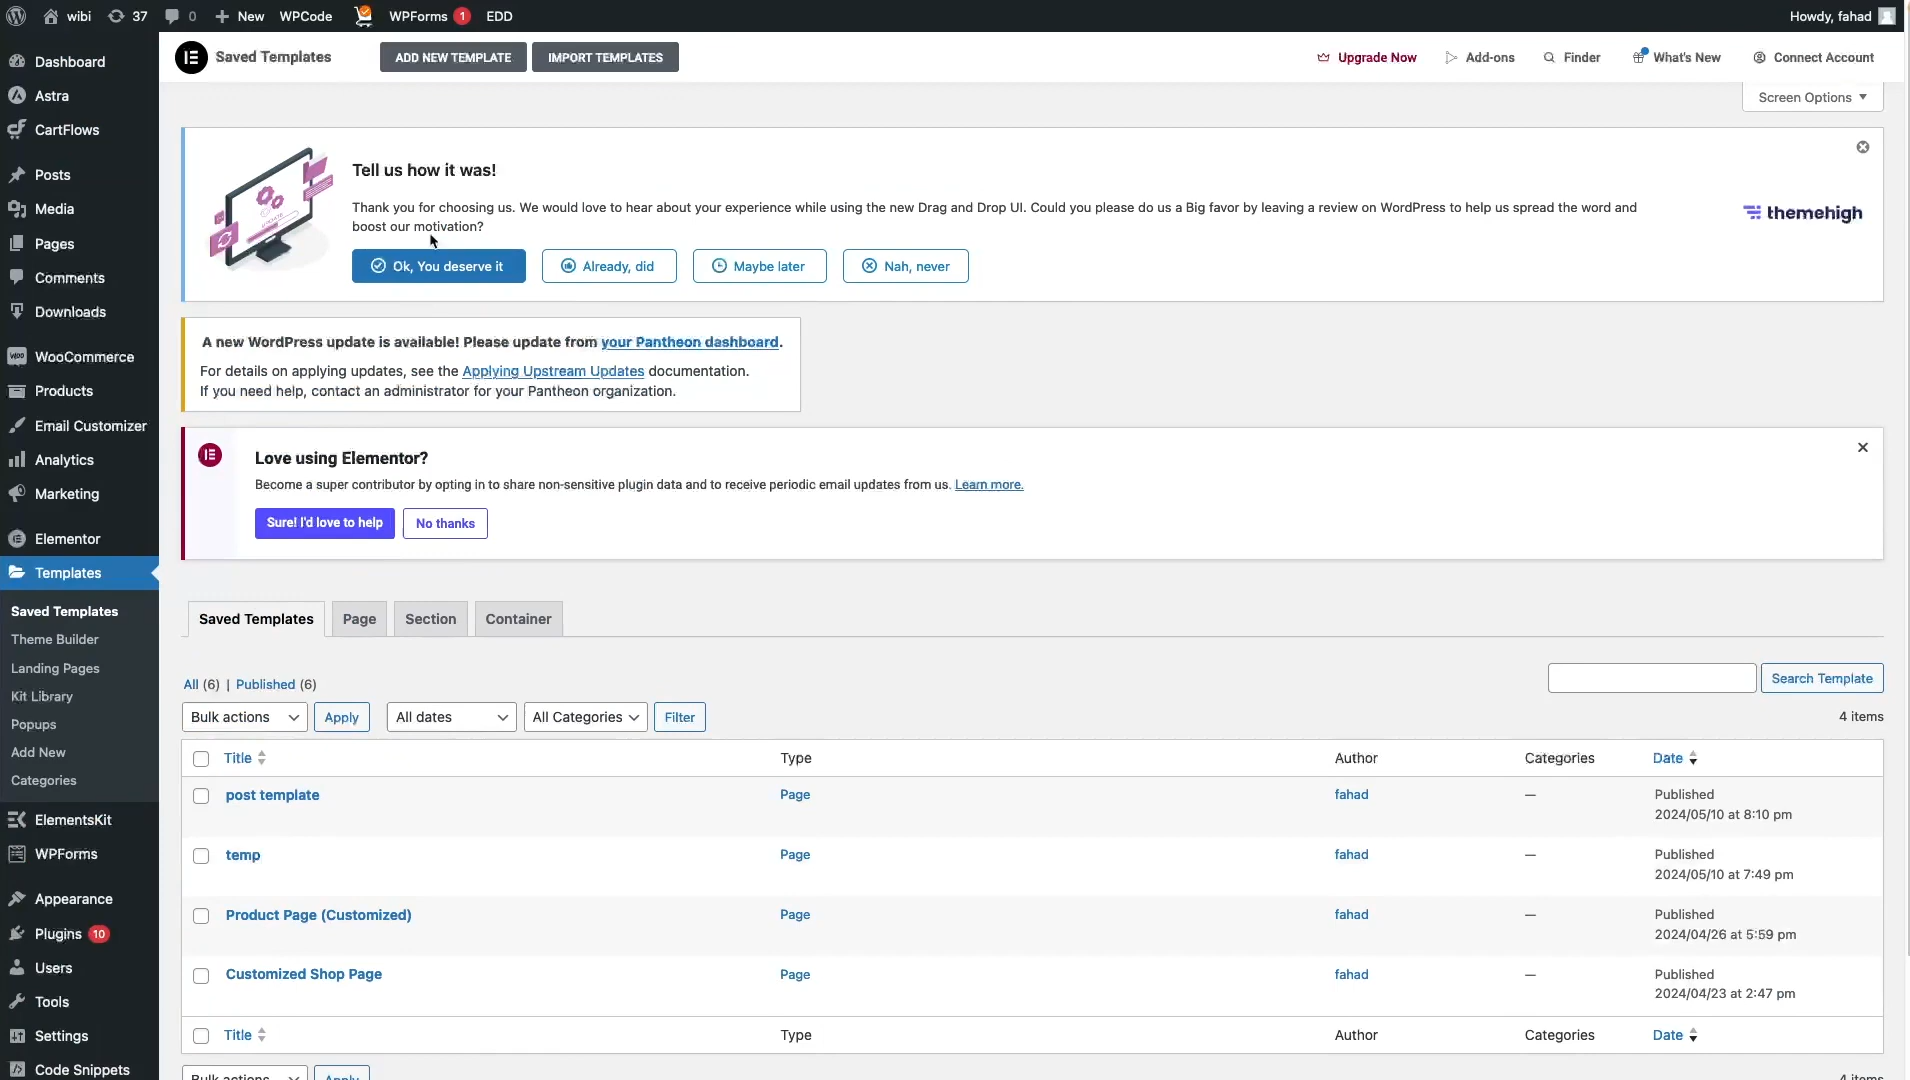 wibi
37
0
New
WPCode
WPForms 1
EDD
Howdy, fahad
Dashboard
Astra
CartFlows
Posts
Media
Pages
Comments
Downloads
WooCommerce
Products
Email Customizer
Analytics
Marketing
Elementor
Templates
Saved Templates
Theme Builder
Landing Pages
Kit Library
Popups
Add New
Categories
ElementsKit
WPForms
Appearance
Plugins 10
Users
Tools
Settings
Code Snippets
Saved Templates
ADD NEW TEMPLATE
IMPORT TEMPLATES
Upgrade Now
Add-ons
Finder
What's New
Connect Account
Screen Options
Tell us how it was!
Thank you for choosing us. We would love to hear about your experience while using the new Drag and Drop UI. Could you please do us a Big favor by leaving a review on WordPress to help us spread the word and
boost our motivation?
Ok, You deserve it
Already, did
Maybe later
Nah, never
themehigh
A new WordPress update is available! Please update from your Pantheon dashboard.
For details on applying updates, see the Applying Upstream Updates documentation.
If you need help, contact an administrator for your Pantheon organization.
Love using Elementor?
Become a super contributor by opting in to share non-sensitive plugin data and to receive periodic email updates from us. Learn more.
Sure! I'd love to help
No thanks
Saved Templates
Page
Section
Container
All (6) | Published (6)
Search Template
Bulk actions
Apply
All dates
All Categories
Filter
4 items
Title
Type
Author
Categories
Date
post template
Page
fahad
—
Published
2024/05/10 at 8:10 pm
temp
Page
fahad
—
Published
2024/05/10 at 7:49 pm
Product Page (Customized)
Page
fahad
—
Published
2024/04/26 at 5:59 pm
Customized Shop Page
Page
fahad
—
Published
2024/04/23 at 2:47 pm
Title
Type
Author
Categories
Date
Bulk actions
Apply
4 items